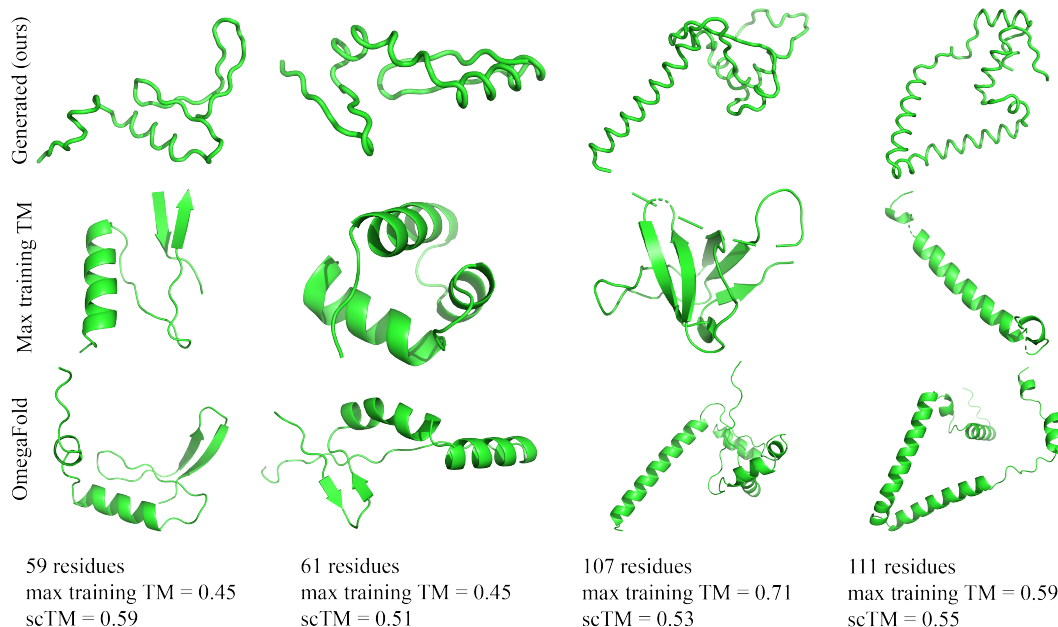 Generated (ours)
Max training TM
OmegaFold
59 residues
max training TM = 0.45
scTM = 0.59
61 residues
max training TM = 0.45
scTM = 0.51
107 residues
max training TM = 0.71
scTM = 0.53
111 residues
max training TM = 0.59
scTM = 0.55